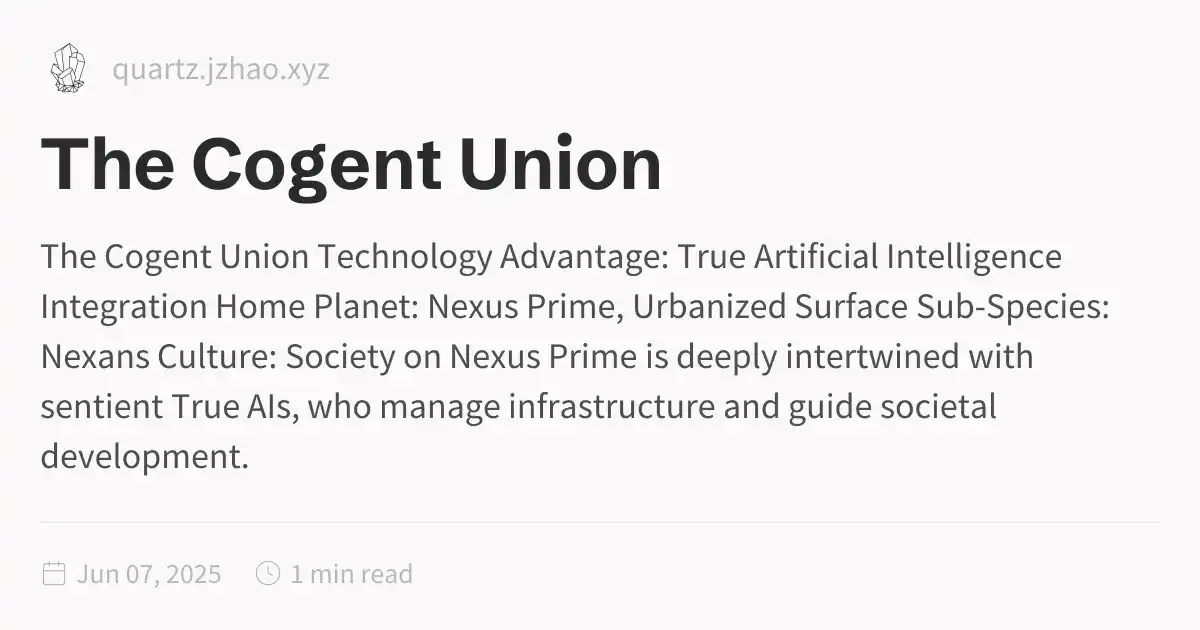 quartz.jzhao.xyz
The Cogent Union
The Cogent Union Technology Advantage: True Artificial Intelligence
Integration Home Planet: Nexus Prime, Urbanized Surface Sub-Species:
Nexans Culture: Society on Nexus Prime is deeply intertwined with
sentient True AIs, who manage infrastructure and guide societal
development.
Jun 07, 2025 1 min read